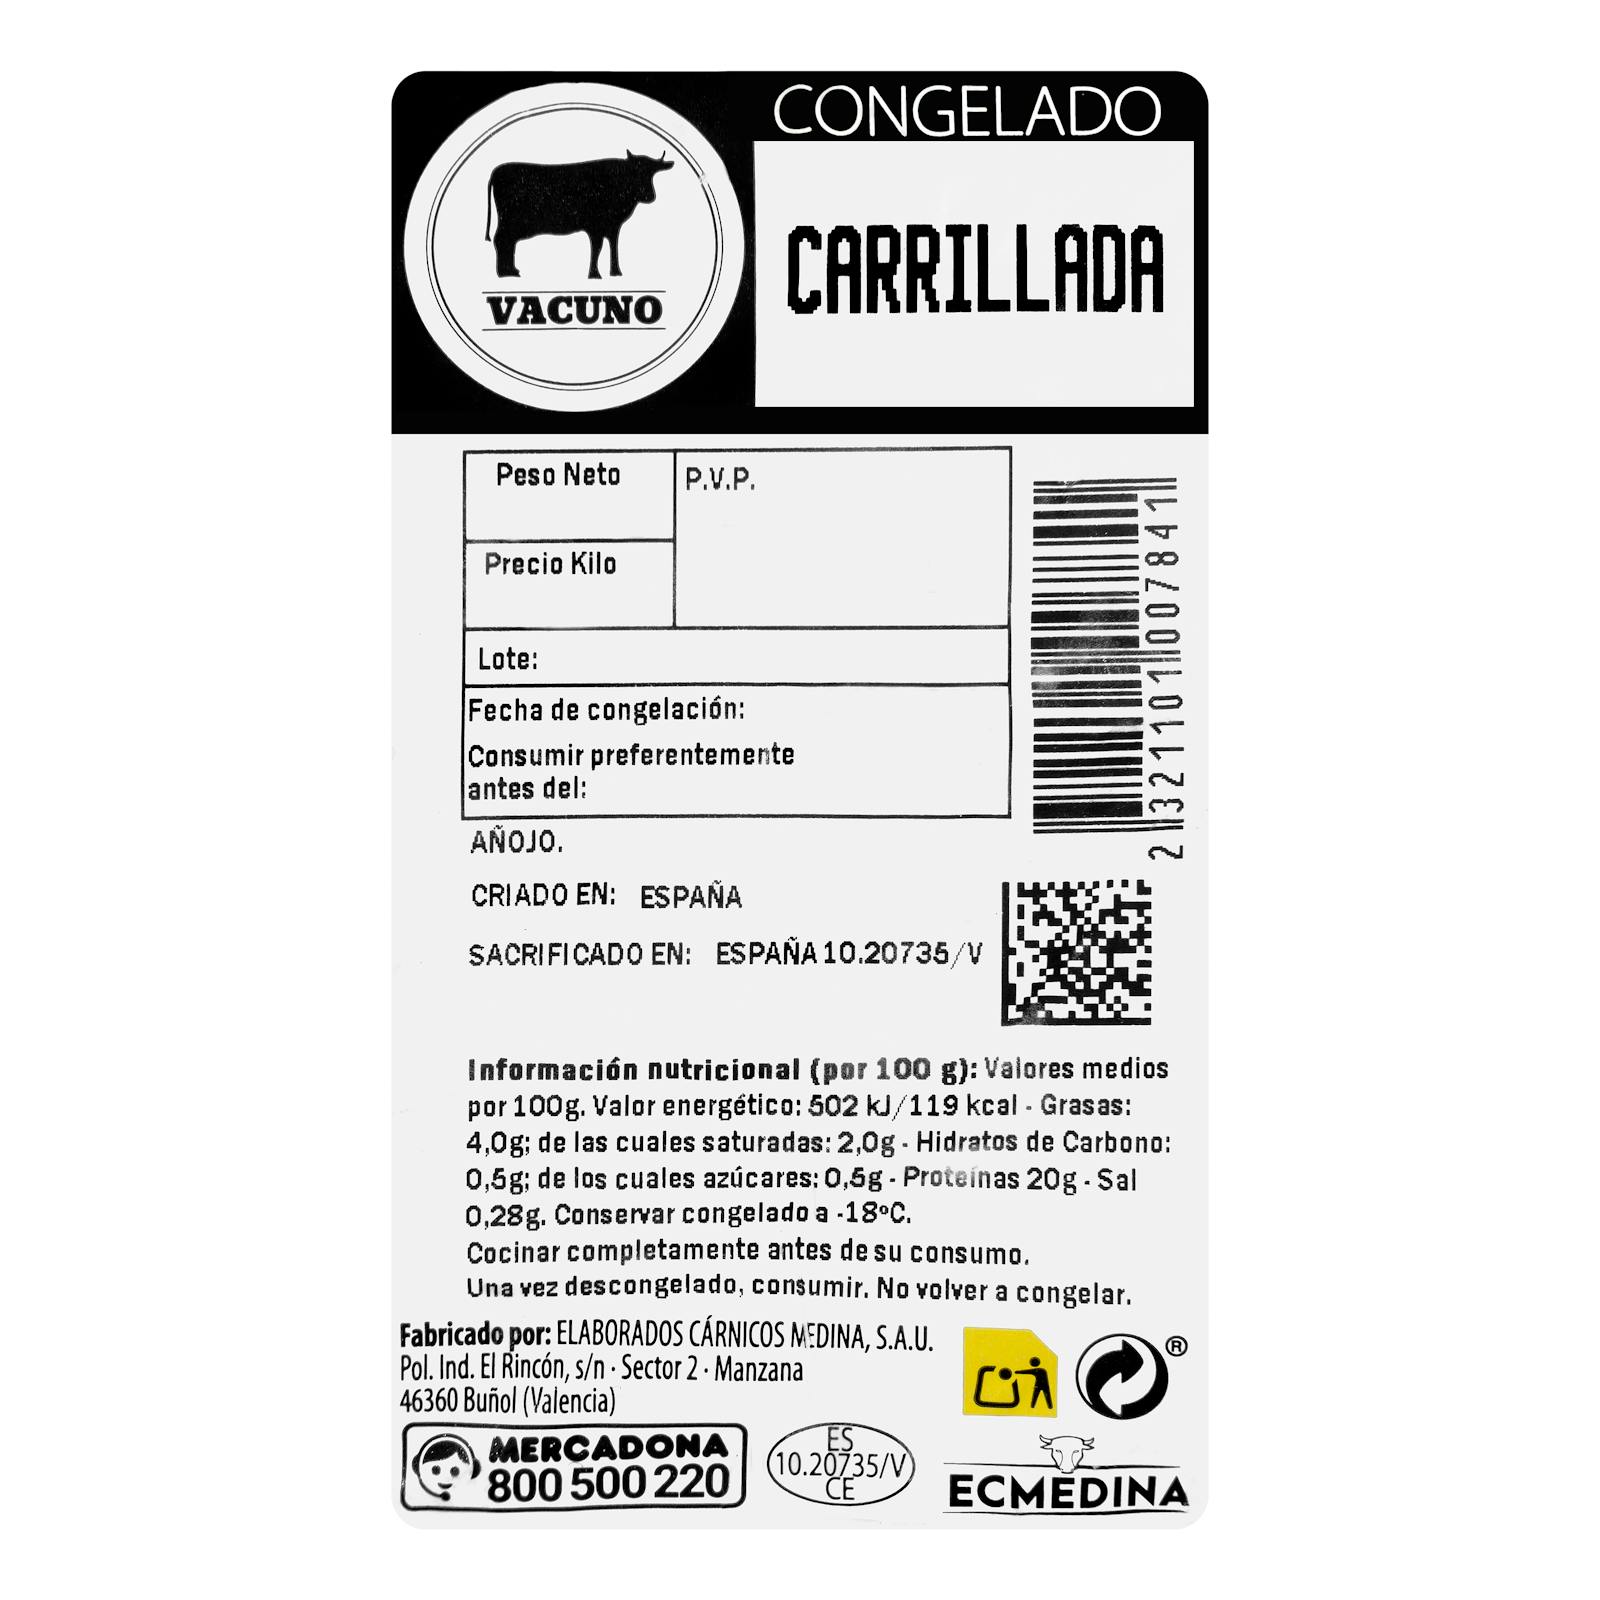 CONGELADO
VACUNO
CARRILLADA
Peso Neto
P.V.P.
Precio Kilo
Lote:
Fecha de congelación:
Consumir preferentemente
antes del:
2 321101 007841
AÑOJO.
CRIADO EN: ESPAÑA
SACRIFICADO EN: ESPAÑA 10.20735/V
Información nutricional (por 100 g): Valores medios
por 100g. Valor energético: 502 kJ/119 kcal - Grasas:
4,0g; de las cuales saturadas: 2,0g - Hidratos de Carbono:
0,5g; de los cuales azúcares: 0,5g - Proteínas 20g - Sal
0,28g. Conservar congelado a -18ºC.
Cocinar completamente antes de su consumo.
Una vez descongelado, consumir. No volver a congelar.
Fabricado por: ELABORADOS CÁRNICOS MEDINA, S.A.U.
Pol. Ind. El Rincón, s/n · Sector 2 · Manzana
46360 Buñol (Valencia)
®
MERCADONA
800 500 220
ES
10.20735/V
CE
ECMEDINA